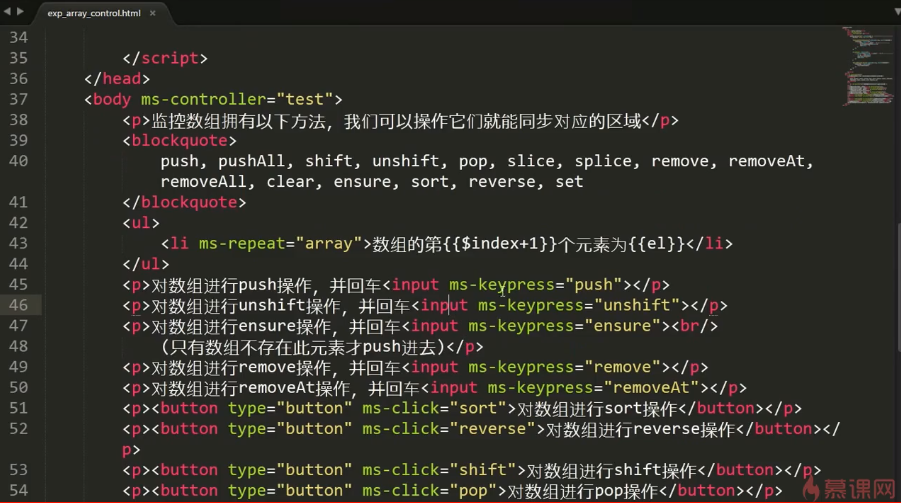 exp_array_control.html ×
34
35 </script>
36 </head>
37 <body ms-controller="test">
38 <p>监控数组拥有以下方法，我们可以操作它们就能同步对应的区域</p>
39 <blockquote>
40 push, pushAll, shift, unshift, pop, slice, splice, remove, removeAt,
removeAll, clear, ensure, sort, reverse, set
41 </blockquote>
42 <ul>
43 <li ms-repeat="array">数组的第{{$index+1}}个元素为{{el}}</li>
44 </ul>
45 <p>对数组进行push操作，并回车<input ms-keypress="push"></p>
46 <p>对数组进行unshift操作，并回车<input ms-keypress="unshift"></p>
47 <p>对数组进行ensure操作，并回车<input ms-keypress="ensure"><br/>
48 (只有数组不存在此元素才push进去)</p>
49 <p>对数组进行remove操作，并回车<input ms-keypress="remove"></p>
50 <p>对数组进行removeAt操作，并回车<input ms-keypress="removeAt"></p>
51 <p><button type="button" ms-click="sort">对数组进行sort操作</button></p>
52 <p><button type="button" ms-click="reverse">对数组进行reverse操作</button></
p>
53 <p><button type="button" ms-click="shift">对数组进行shift操作</button></p>
54 <p><button type="button" ms-click="pop">对数组进行pop操作</button></p>
慕课网